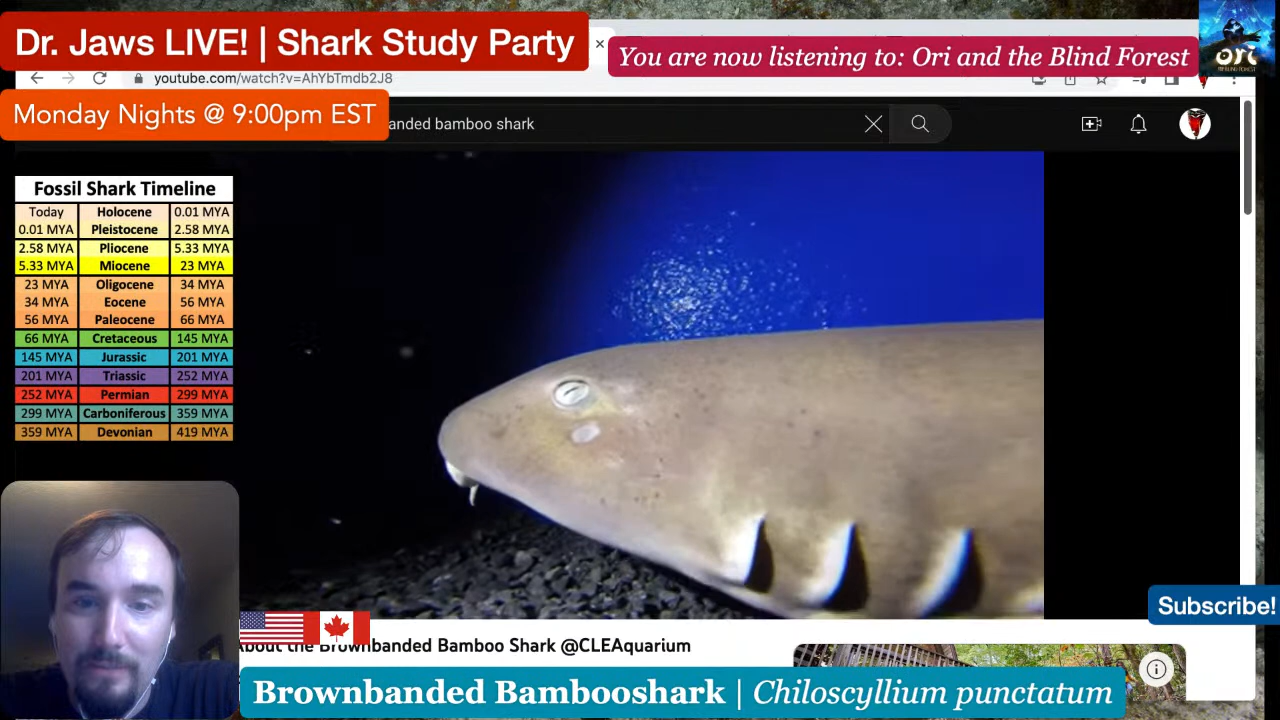 Dr. Jaws LIVE! | Shark Study Party
You are now listening to: Ori and the Blind Forest
ori
youtube.com/watch?v=AhYbTmdb2J8
Monday Nights @ 9:00pm EST
anded bamboo shark
Fossil Shark Timeline
Today Holocene 0.01 MYA
0.01 MYA Pleistocene 2.58 MYA
2.58 MYA Pliocene 5.33 MYA
5.33 MYA Miocene 23 MYA
23 MYA Oligocene 34 MYA
34 MYA Eocene 56 MYA
56 MYA Paleocene 66 MYA
66 MYA Cretaceous 145 MYA
145 MYA Jurassic 201 MYA
201 MYA Triassic 252 MYA
252 MYA Permian 299 MYA
299 MYA Carboniferous 359 MYA
359 MYA Devonian 419 MYA
Subscribe!
About the Brownbanded Bamboo Shark @CLEAquarium
Brownbanded Bambooshark | Chiloscyllium punctatum